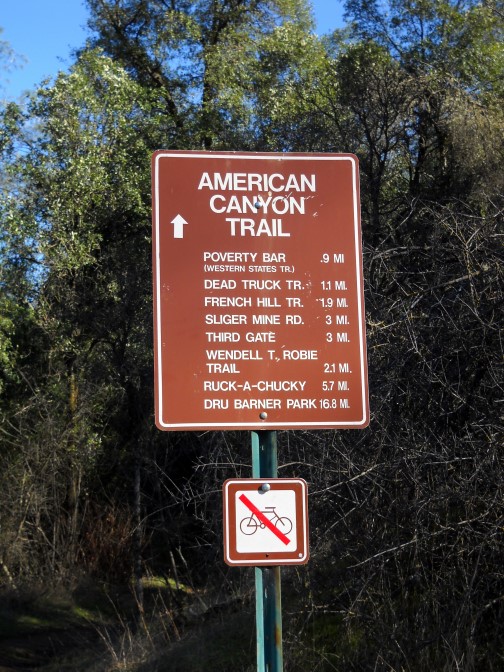 AMERICAN
CANYON
TRAIL
POVERTY BAR .9 MI
(WESTERN STATES TR.)
DEAD TRUCK TR. 1.1 MI.
FRENCH HILL TR. 1.9 MI.
SLIGER MINE RD. 3 MI.
THIRD GATE 3 MI.
WENDELL T. ROBIE
TRAIL 2.1 MI.
RUCK-A-CHUCKY 5.7 MI.
DRU BARNER PARK 16.8 MI.